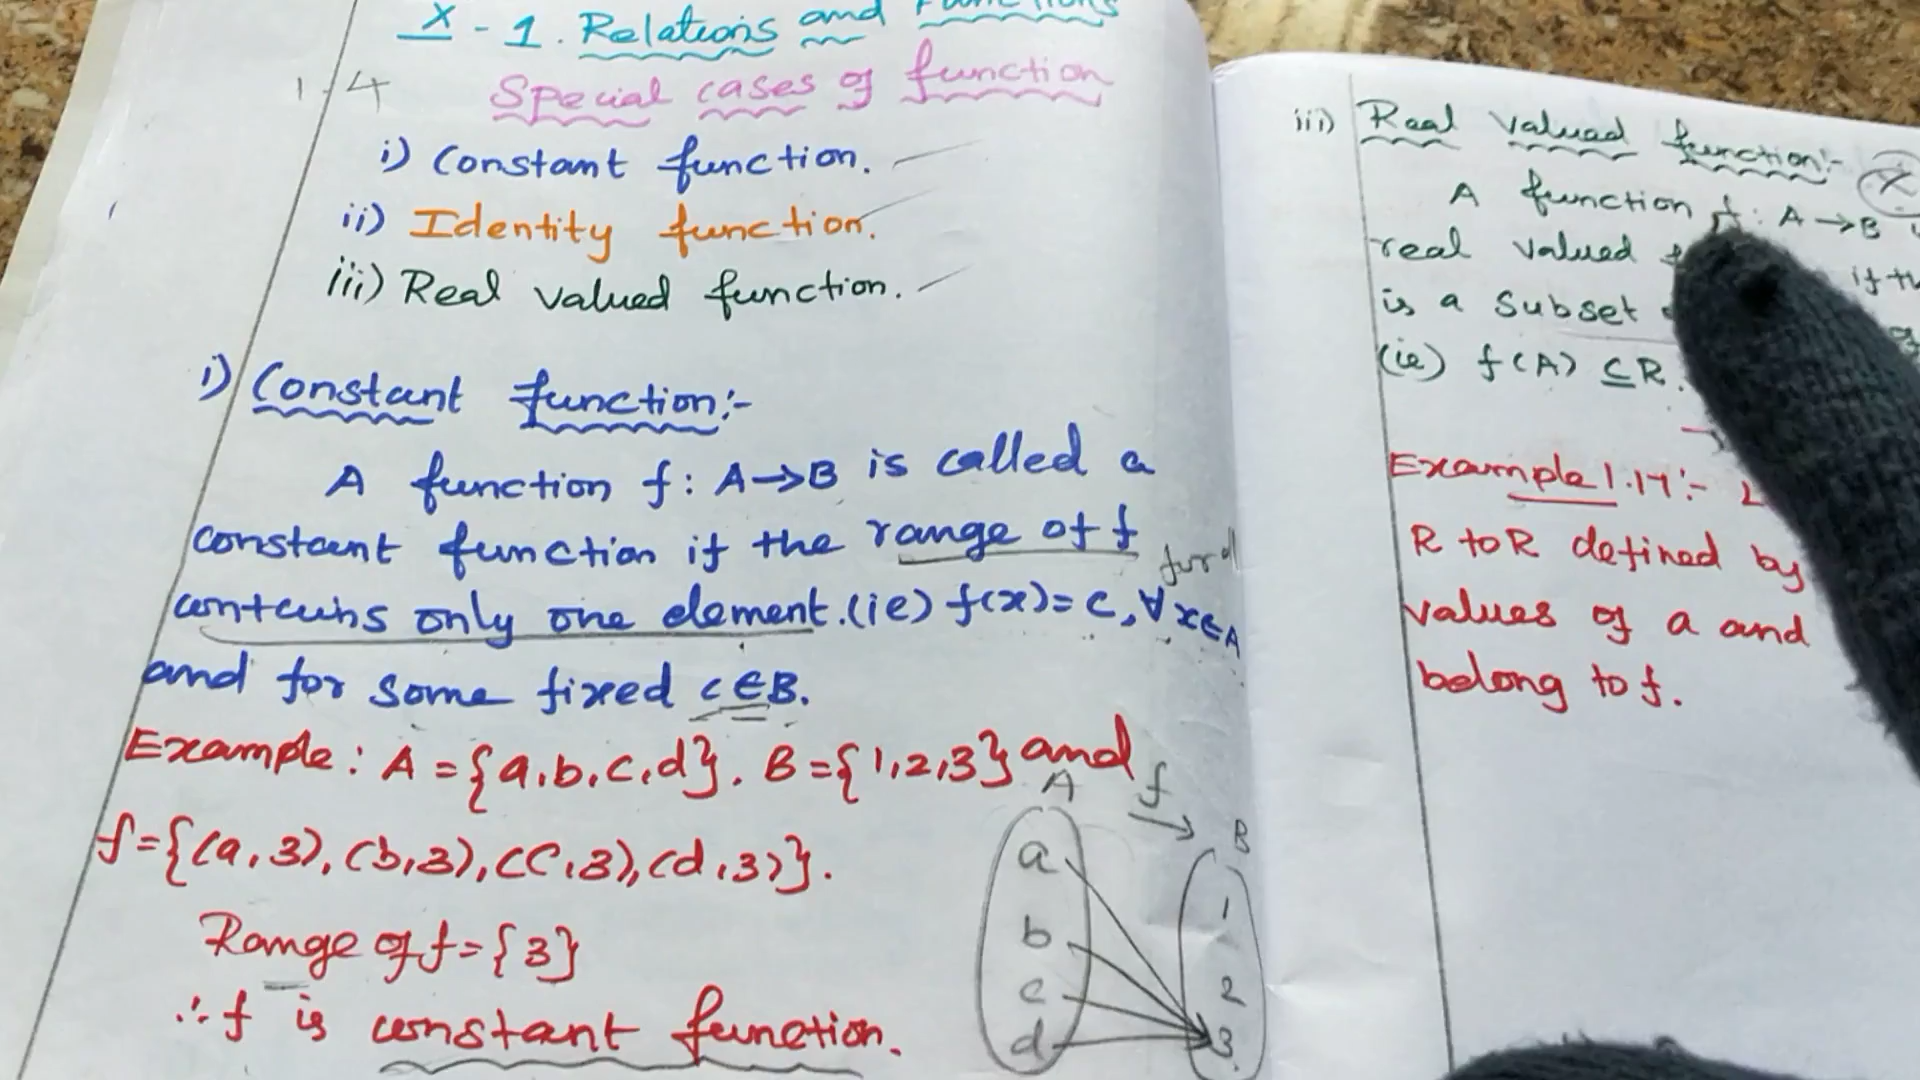 X - 1. Relations and Functions
1.4 Special cases of function
i) Constant function.
ii) Identity function.
iii) Real valued function.
i) Constant function:-
A function f: A→B is called a
constant function if the range of f
contains only one element. (ie) f(x)=c, ∀ x∈A
and for some fixed c∈B.
Example: A={a,b,c,d}. B={1,2,3} and
f={(a,3),(b,3),(c,3),(d,3)}.
Range of f={3}
∴ f is constant function.
A f B
a
b
c
d
1
2
3
iii) Real valued function:-
A function f: A→B
real valued if
is a subset
(ie) f(A) ⊆R.
Example 1.17:-
R to R defined by
values of a and
belong to f.